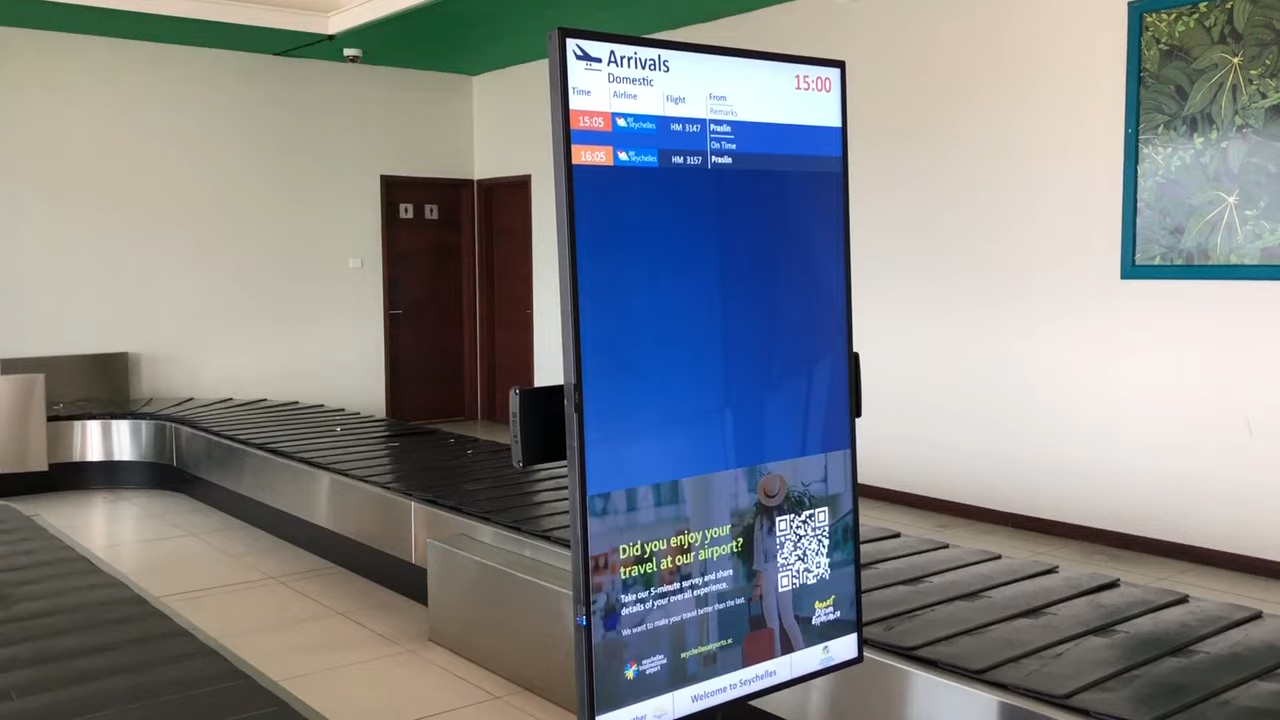 Arrivals
Domestic
15:00
Time Airline Flight From
Remarks
15:05 air seychelles HM 3147 Praslin
On Time
16:05 air seychelles HM 3157 Praslin
Did you enjoy your
travel at our airport?
Take our 5-minute survey and share
details of your overall experience.
We want to make your travel better than the last.
seychelles
international
airport
seychellesairports.sc
Welcome to Seychelles